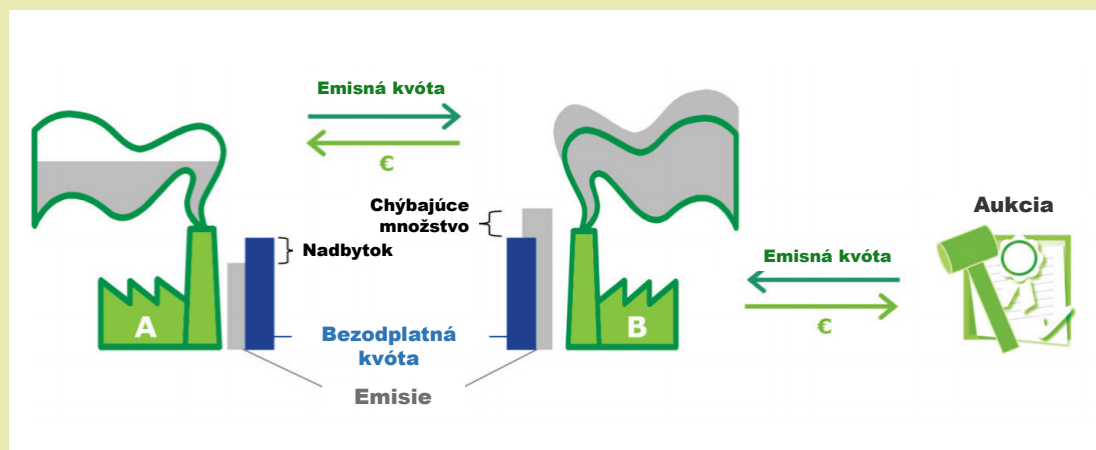 Emisná kvóta
€
Chýbajúce
množstvo
Nadbytok
Aukcia
Emisná kvóta
€
A
B
Bezodplatná
kvóta
Emisie